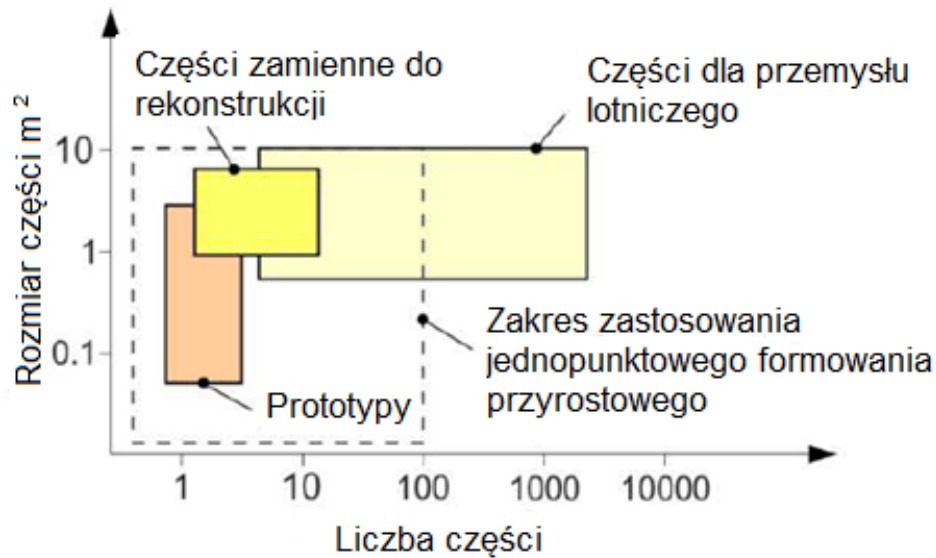 Części zamienne do
rekonstrukcji
Części dla przemysłu
lotniczego
Rozmiar części m ²
10
1
0.1
Zakres zastosowania
jednopunktowego formowania
przyrostowego
Prototypy
1 10 100 1000 10000
Liczba części